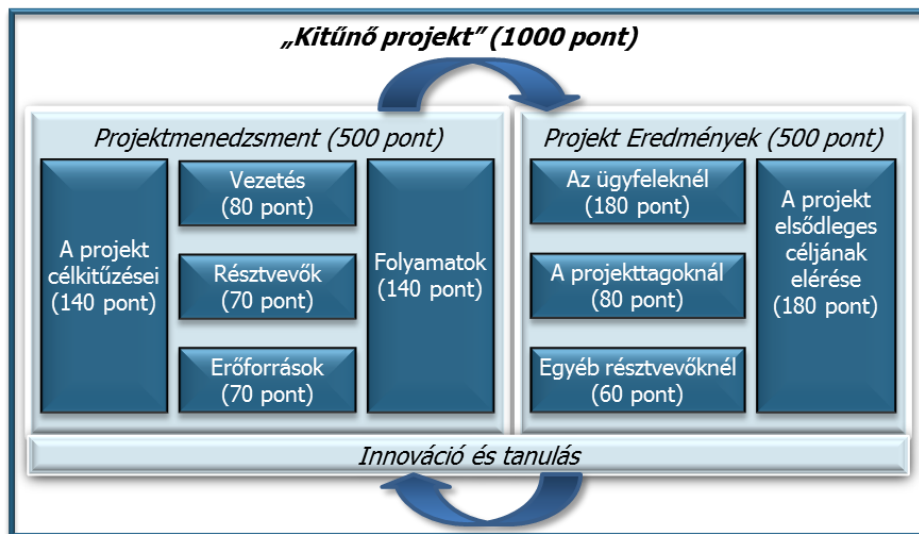 „Kitűnő projekt” (1000 pont)
Projektmenedzsment (500 pont)
A projekt
célkitűzései
(140 pont)
Vezetés
(80 pont)
Résztvevők
(70 pont)
Erőforrások
(70 pont)
Folyamatok
(140 pont)
Projekt Eredmények (500 pont)
Az ügyfeleknél
(180 pont)
A projekttagoknál
(80 pont)
Egyéb résztvevőknél
(60 pont)
A projekt
elsődleges
céljának
elérése
(180 pont)
Innováció és tanulás